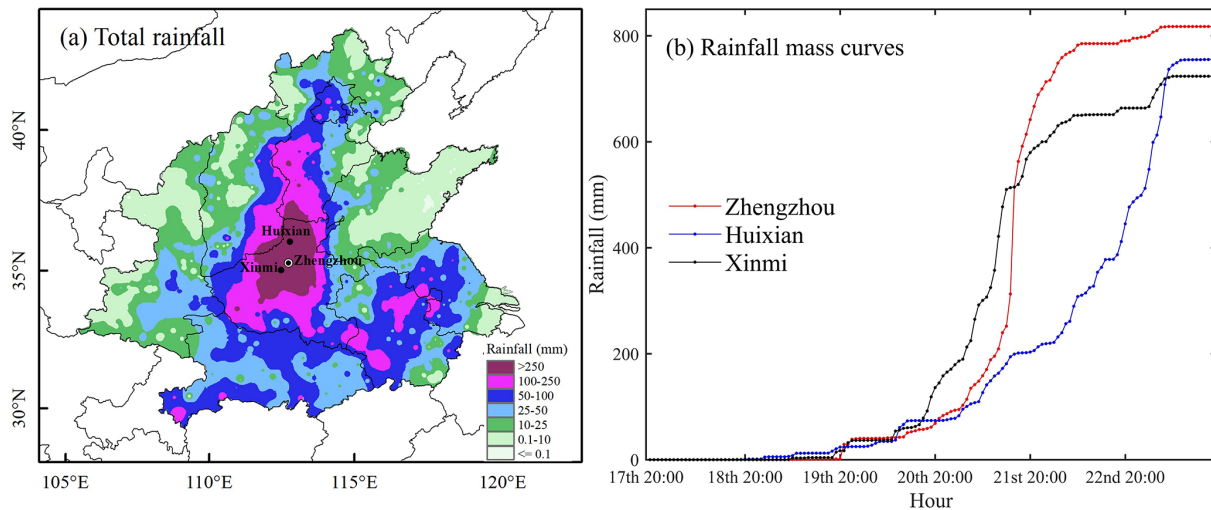 (a) Total rainfall
40°N
35°N
30°N
105°E
110°E
115°E
120°E
Huixian
Xinmi
Zhengzhou
Rainfall (mm)
>250
100-250
50-100
25-50
10-25
0.1-10
<= 0.1
(b) Rainfall mass curves
Rainfall (mm)
800
600
400
200
0
Zhengzhou
Huixian
Xinmi
17th 20:00
18th 20:00
19th 20:00
20th 20:00
21st 20:00
22nd 20:00
Hour